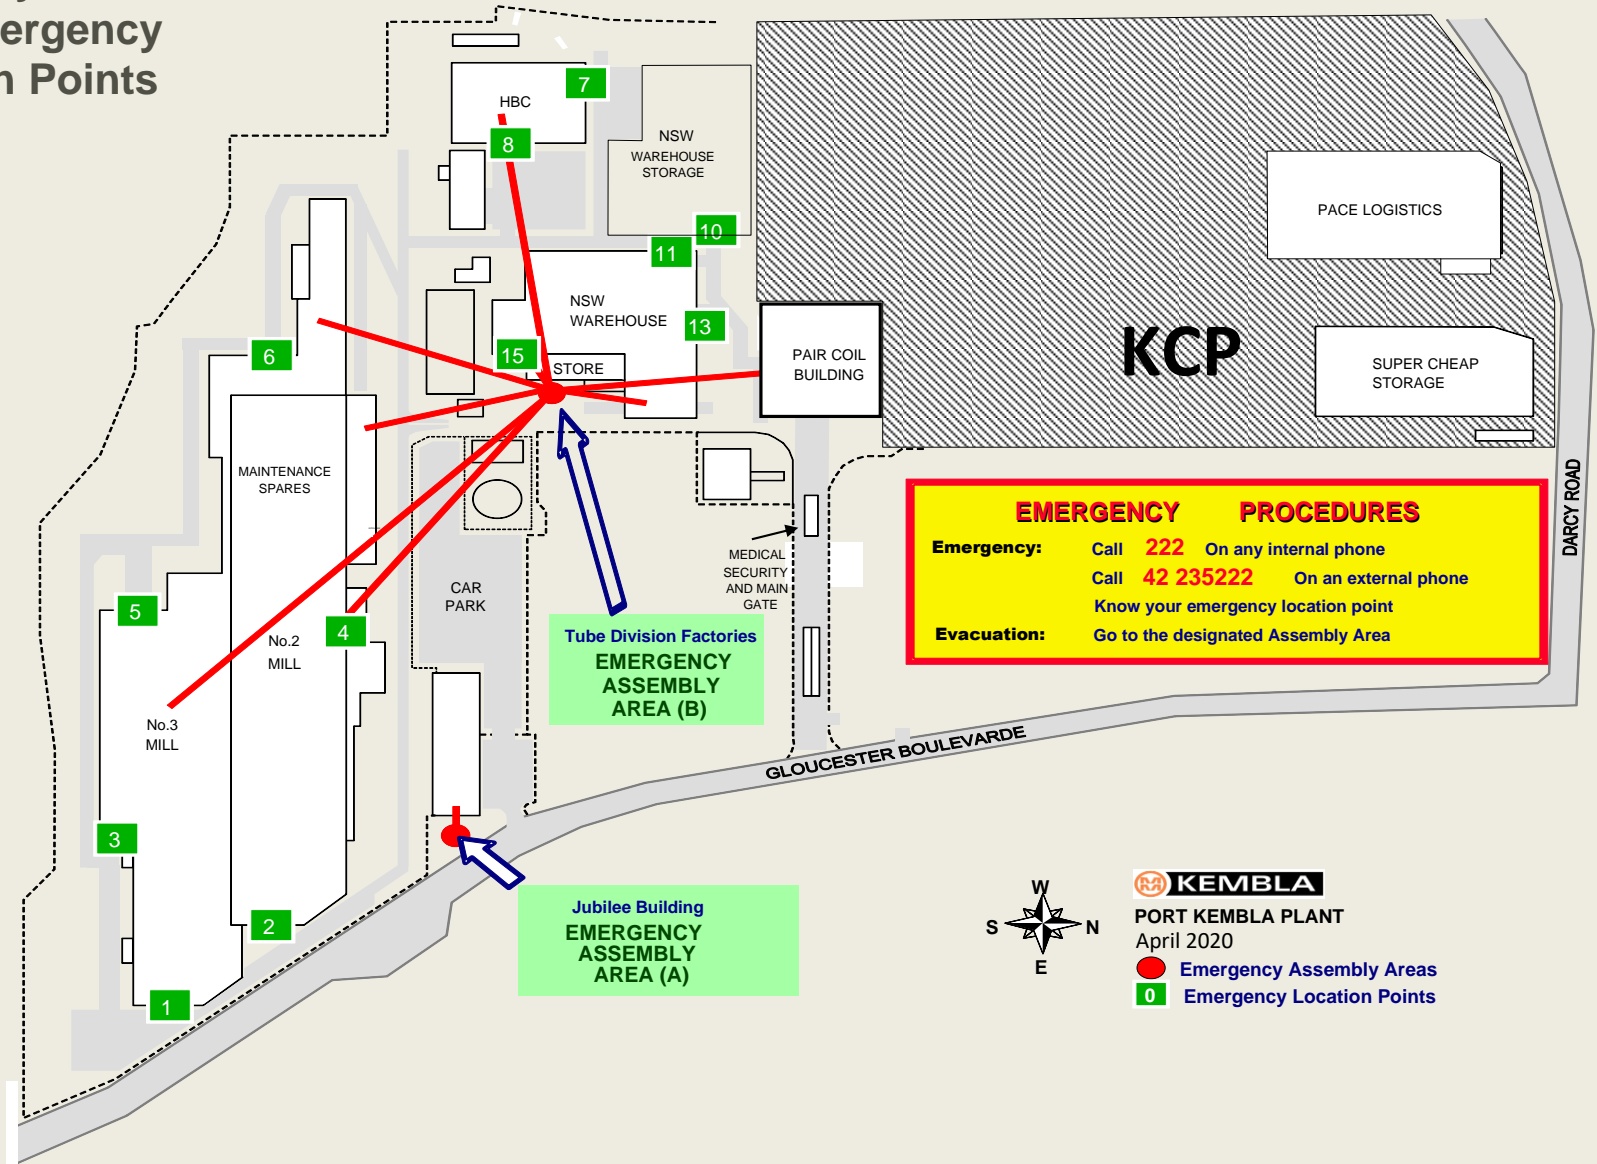 ergency
n Points
7
HBC
8
NSW
WAREHOUSE
STORAGE
10
11
PACE LOGISTICS
NSW
WAREHOUSE
13
15
STORE
PAIR COIL
BUILDING
KCP
SUPER CHEAP
STORAGE
6
MAINTENANCE
SPARES
DARCY ROAD
EMERGENCY PROCEDURES
Emergency: Call 222 On any internal phone
Call 42 235222 On an external phone
Know your emergency location point
Evacuation: Go to the designated Assembly Area
MEDICAL
SECURITY
AND MAIN
GATE
CAR
PARK
5
4
No.2
MILL
Tube Division Factories
EMERGENCY
ASSEMBLY
AREA (B)
No.3
MILL
GLOUCESTER BOULEVARDE
3
2
1
Jubilee Building
EMERGENCY
ASSEMBLY
AREA (A)
W
S N
E
KEMBLA
PORT KEMBLA PLANT
April 2020
Emergency Assembly Areas
0 Emergency Location Points